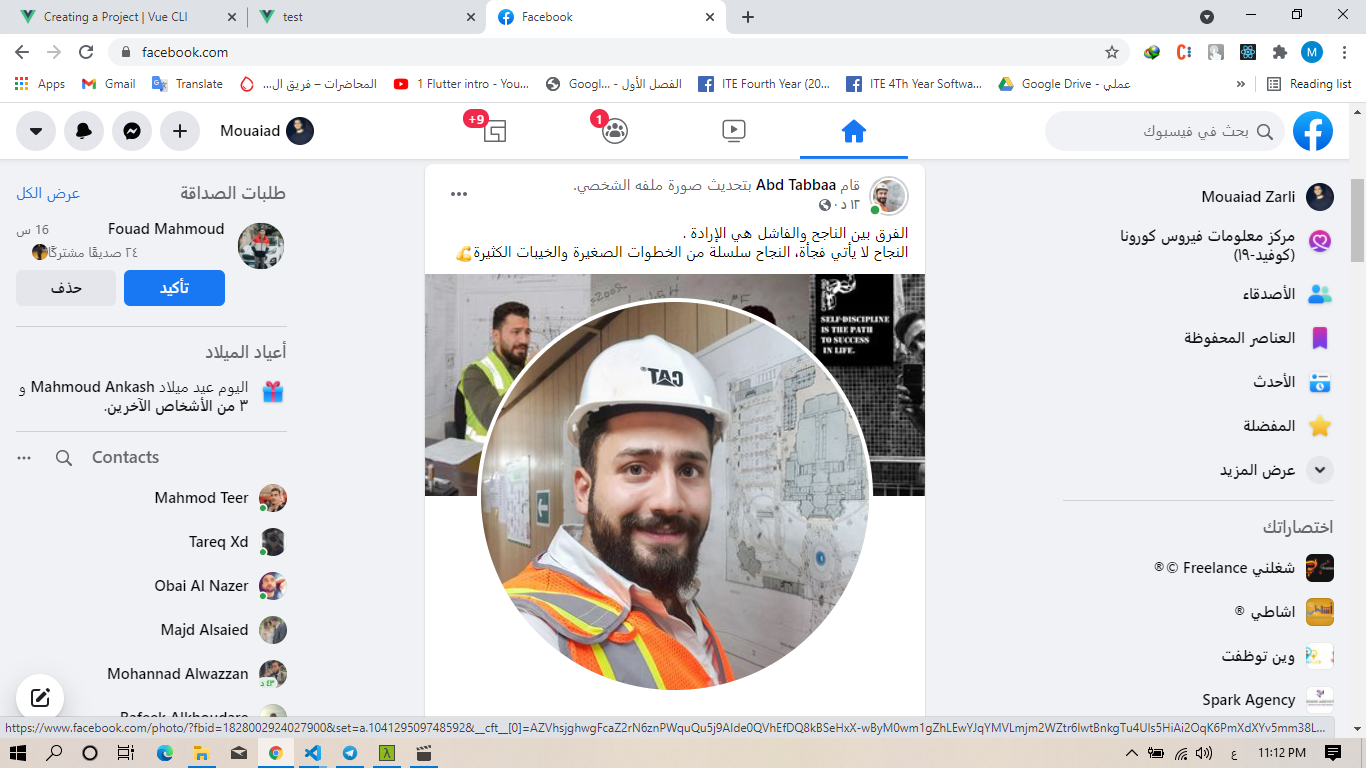 Creating a Project | Vue CLI
test
Facebook
facebook.com
M
Apps
Gmail
Translate
المحاضرات – فريق ال...
1 Flutter intro - You...
الفصل الأول - Googl...
ITE Fourth Year (20...
ITE 4Th Year Softwa...
عملي - Google Drive
Reading list
Mouaiad
+9
1
بحث في فيسبوك
طلبات الصداقة
عرض الكل
Fouad Mahmoud
16 س
٢٤ صديقًا مشتركًا
تأكيد
حذف
أعياد الميلاد
اليوم عيد ميلاد Mahmoud Ankash و
٣ من الأشخاص الآخرين.
Contacts
Mahmod Teer
Tareq Xd
Obai Al Nazer
Majd Alsaied
Mohannad Alwazzan
٤٣ د
Rafeek Alkhoudare
قام Abd Tabbaa بتحديث صورة ملفه الشخصي.
١٢ د ·
الفرق بين الناجح والفاشل هي الإرادة .
النجاح لا يأتي فجأة، النجاح سلسلة من الخطوات الصغيرة والخيبات الكثيرة💪
SELF-DISCIPLINE
IS THE PATH
TO SUCCESS
IN LIFE.
CAT
Mouaiad Zarli
مركز معلومات فيروس كورونا
(كوفيد-١٩)
الأصدقاء
العناصر المحفوظة
الأحدث
المفضلة
عرض المزيد
اختصاراتك
شغلني Freelance © ®
اشاطي ®
وين توظفت
Spark Agency
https://www.facebook.com/photo/?fbid=1828002924027900&set=a.104129509748592&__cft__[0]=AZVhsjghwgFcaZ2rN6znPWquQu5j9AIde0QVhEfDQ8kBSeHxX-wByM0wm1gZhLEwYJqYMVLmjm2WZtr6lwtBnkgTu4UIs5HiAi2OqK6PmXdXYv5mm38L...
ع
11:12 PM